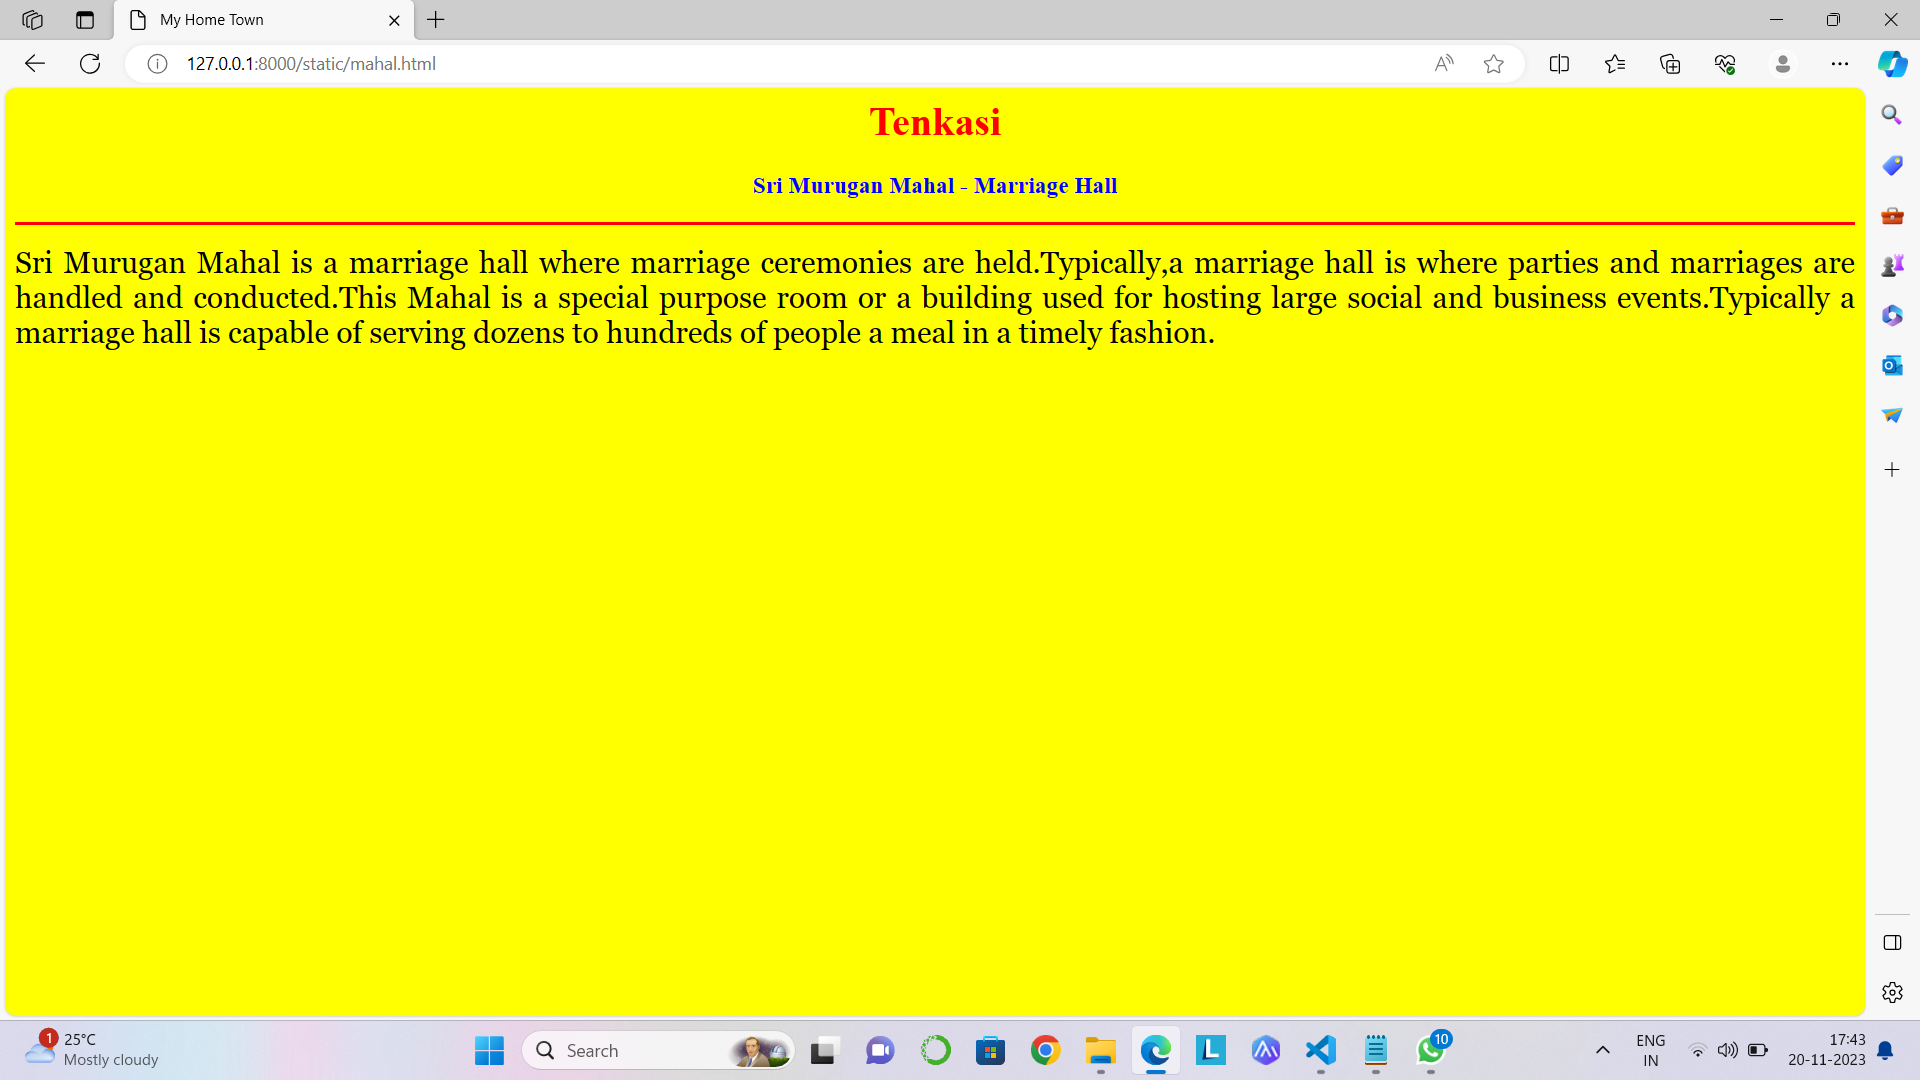 My Home Town
127.0.0.1:8000/static/mahal.html
Tenkasi
Sri Murugan Mahal - Marriage Hall
Sri Murugan Mahal is a marriage hall where marriage ceremonies are held.Typically,a marriage hall is where parties and marriages are
handled and conducted.This Mahal is a special purpose room or a building used for hosting large social and business events.Typically a
marriage hall is capable of serving dozens to hundreds of people a meal in a timely fashion.
1
25°C
Mostly cloudy
Search
10
ENG
IN
17:43
20-11-2023